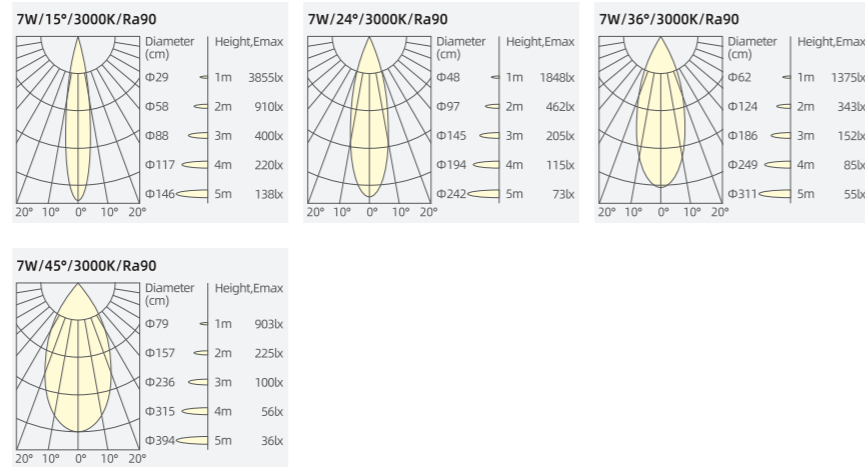 7W/15°/3000K/Ra90
Diameter (cm) Height,Emax
Φ29 1m 3855lx
Φ58 2m 910lx
Φ88 3m 400lx
Φ117 4m 220lx
Φ146 5m 138lx
20° 10° 0° 10° 20°
7W/24°/3000K/Ra90
Diameter (cm) Height,Emax
Φ48 1m 1848lx
Φ97 2m 462lx
Φ145 3m 205lx
Φ194 4m 115lx
Φ242 5m 73lx
20° 10° 0° 10° 20°
7W/36°/3000K/Ra90
Diameter (cm) Height,Emax
Φ62 1m 1375lx
Φ124 2m 343lx
Φ186 3m 152lx
Φ249 4m 85lx
Φ311 5m 55lx
20° 10° 0° 10° 20°
7W/45°/3000K/Ra90
Diameter (cm) Height,Emax
Φ79 1m 903lx
Φ157 2m 225lx
Φ236 3m 100lx
Φ315 4m 56lx
Φ394 5m 36lx
20° 10° 0° 10° 20°